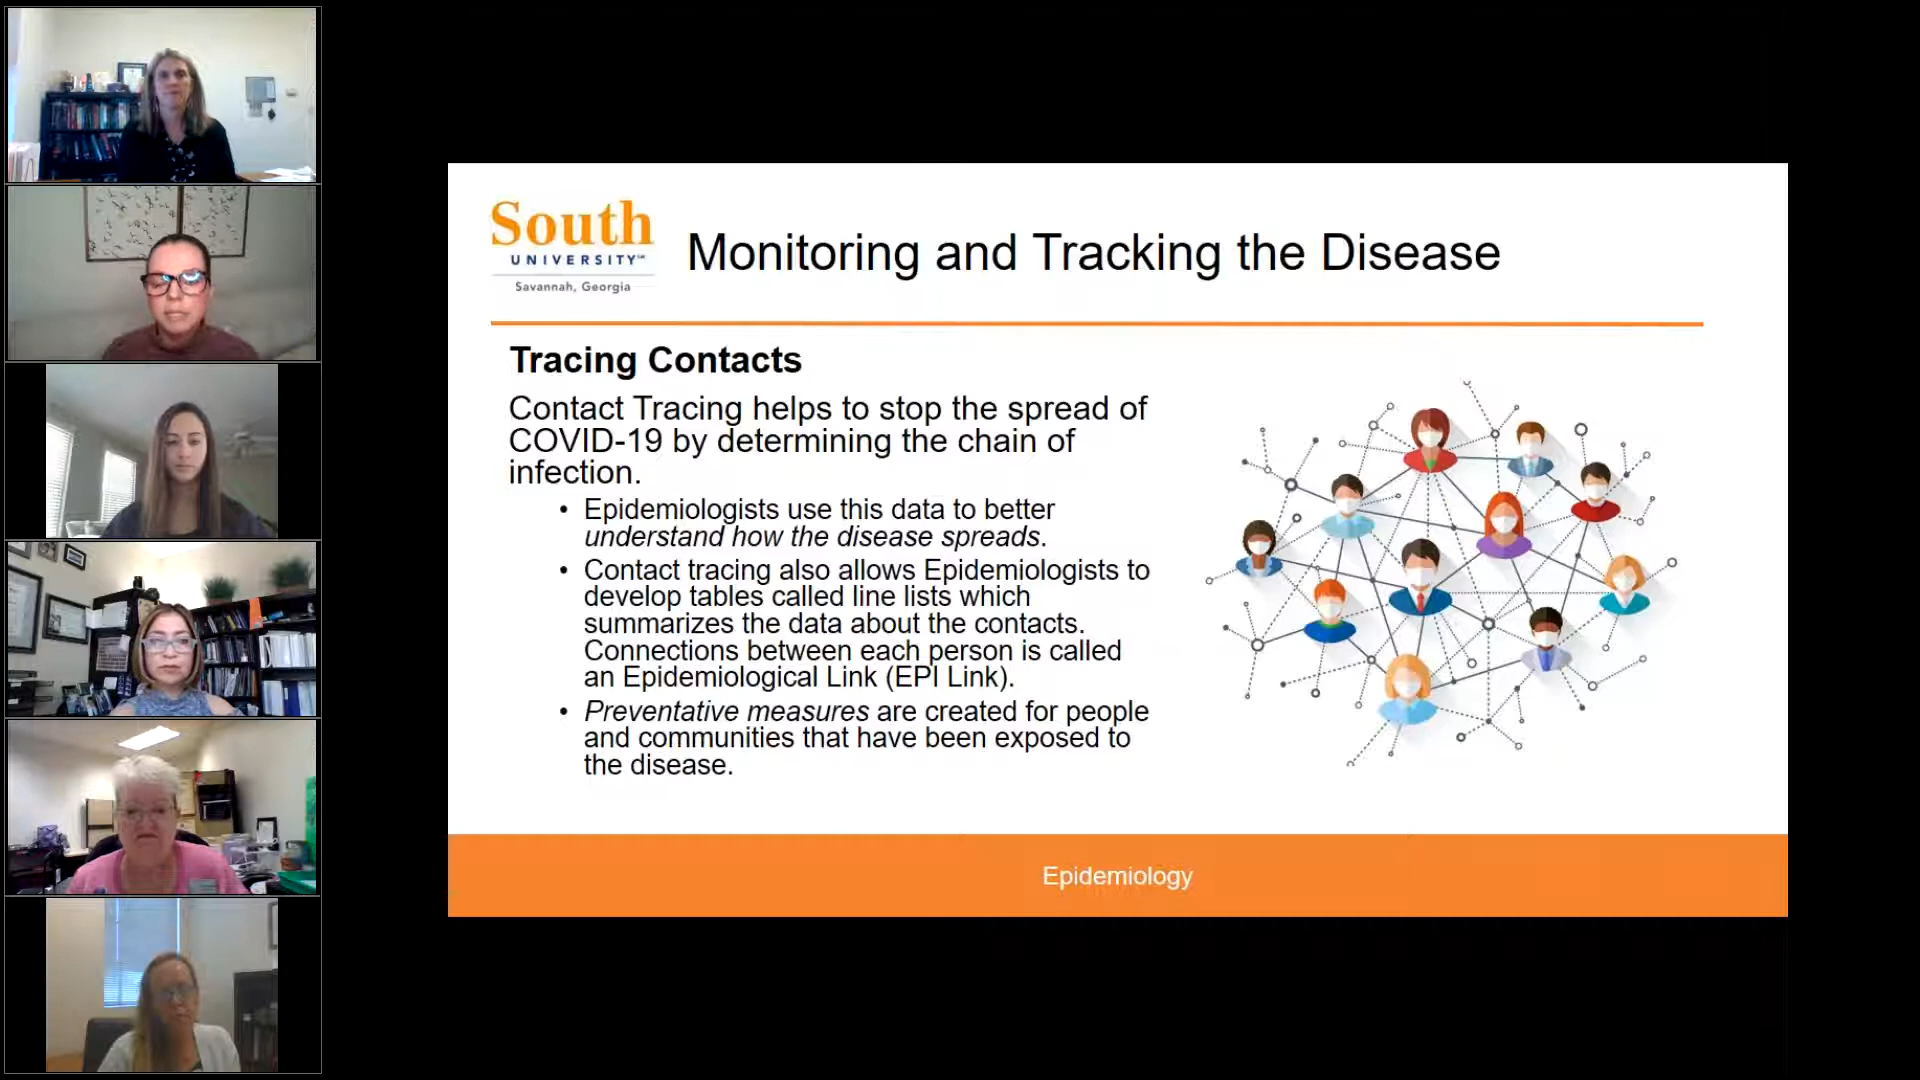 South
UNIVERSITY℠
Savannah, Georgia
Monitoring and Tracking the Disease
Tracing Contacts
Contact Tracing helps to stop the spread of
COVID-19 by determining the chain of
infection.
• Epidemiologists use this data to better
understand how the disease spreads.
• Contact tracing also allows Epidemiologists to
develop tables called line lists which
summarizes the data about the contacts.
Connections between each person is called
an Epidemiological Link (EPI Link).
• Preventative measures are created for people
and communities that have been exposed to
the disease.
Epidemiology